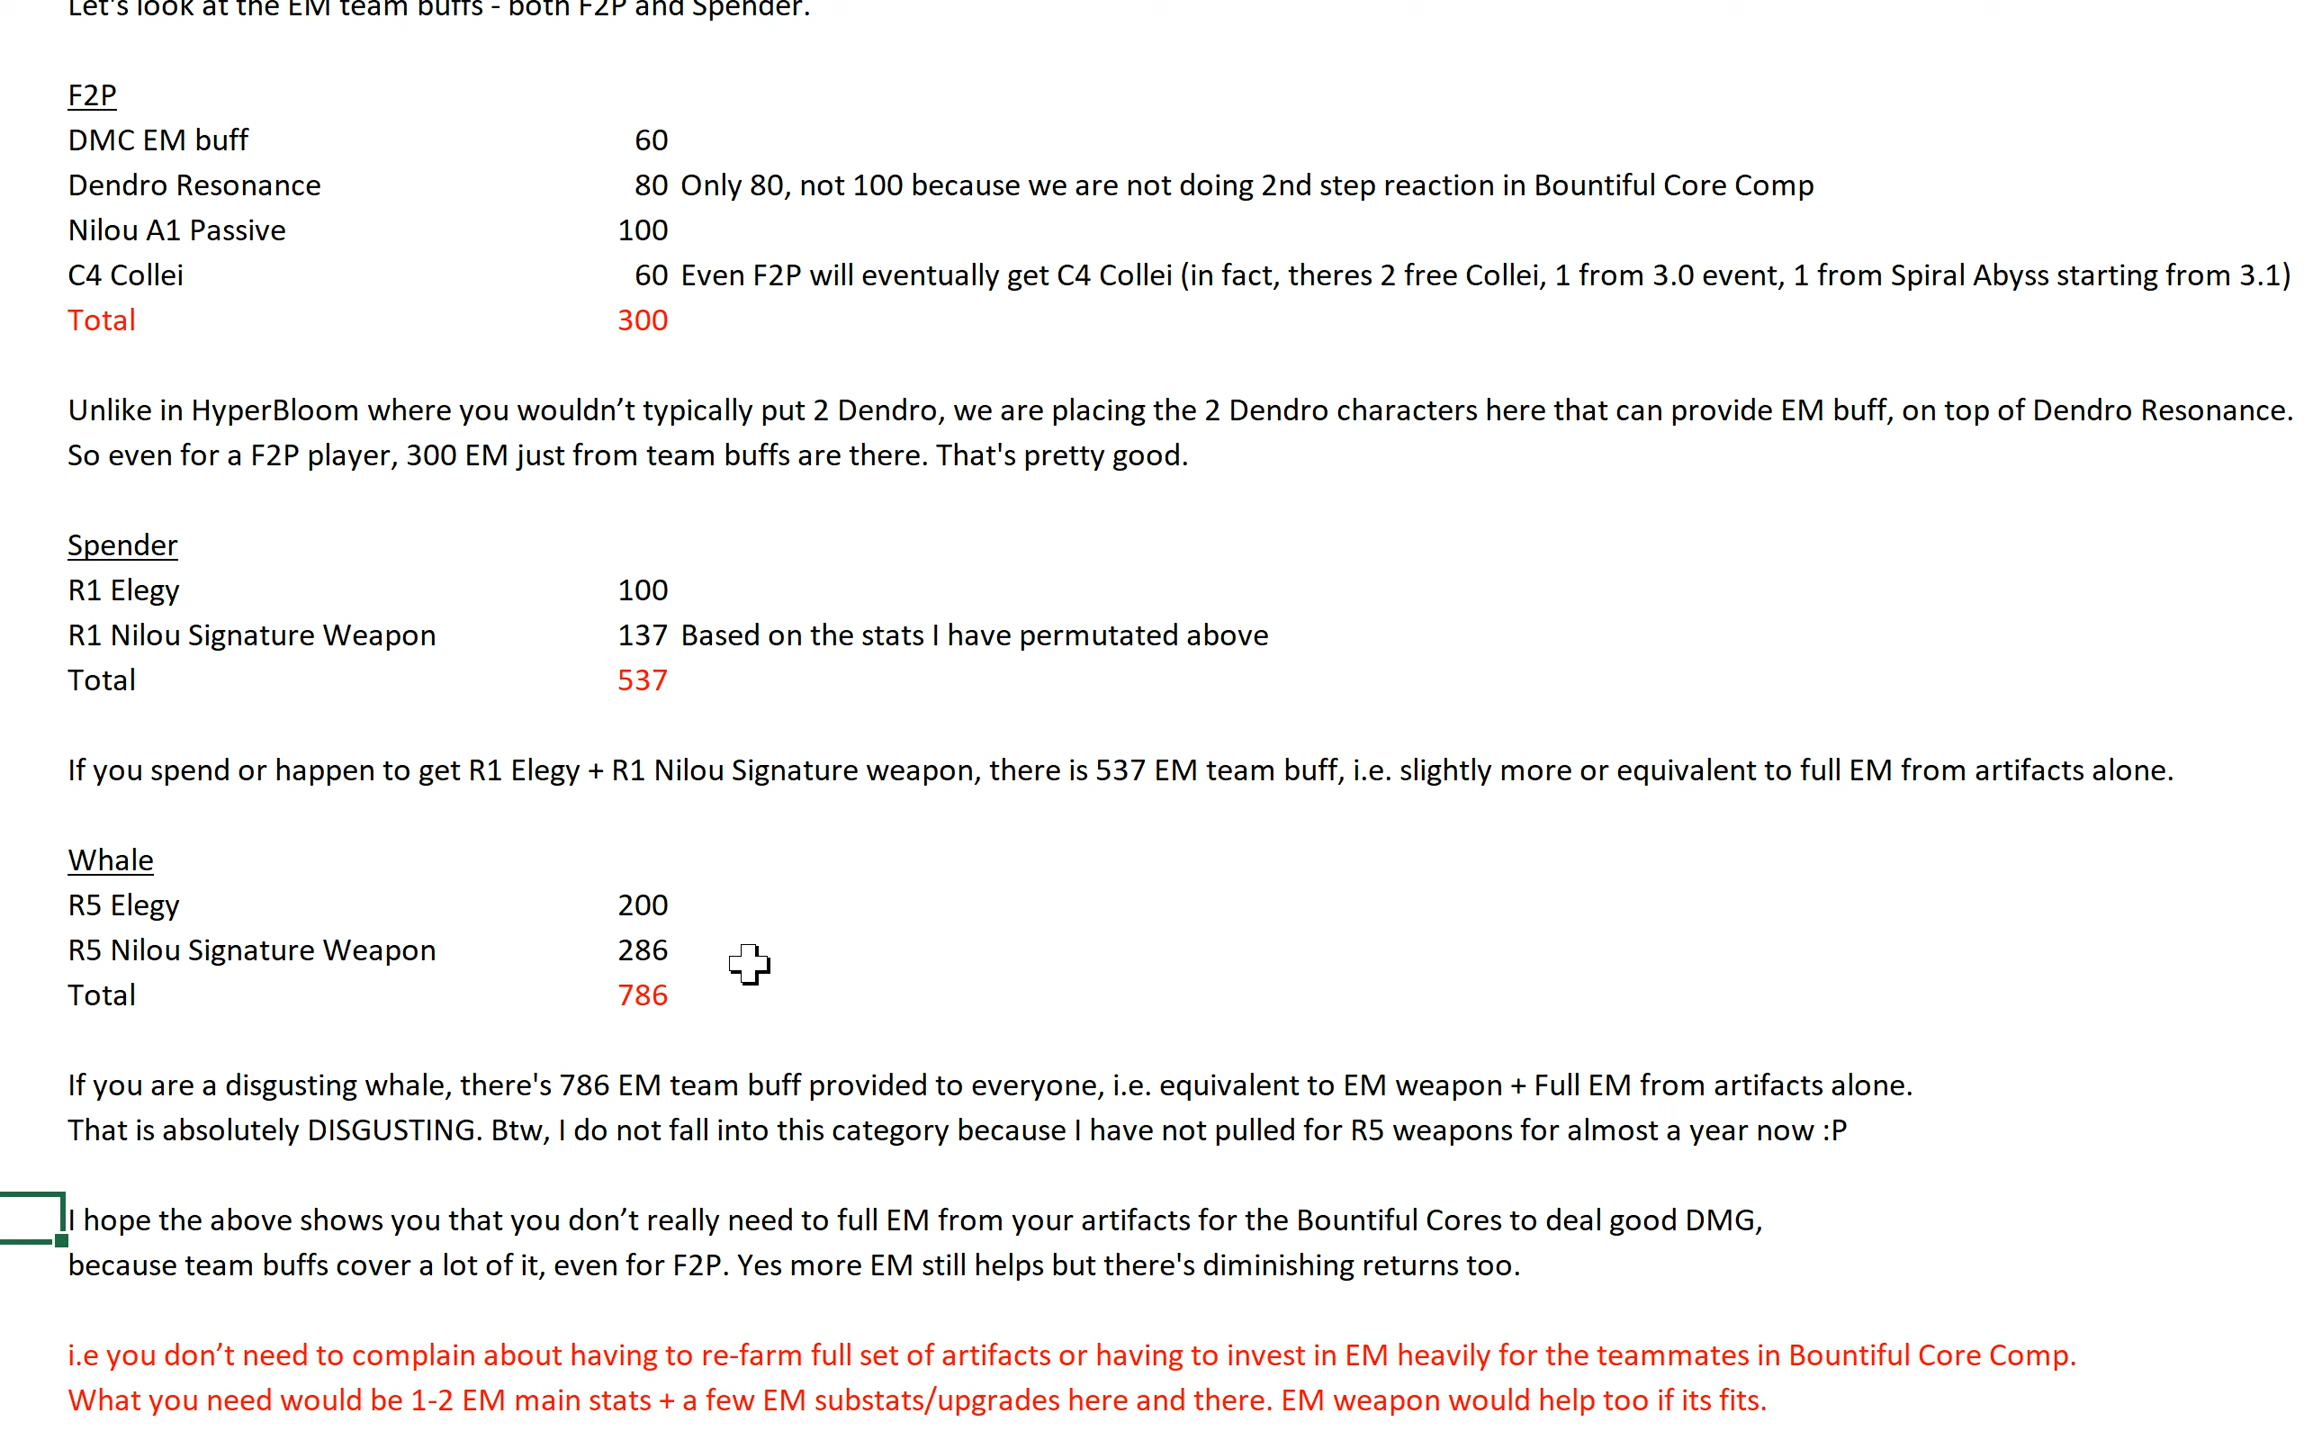 Let's look at the EM team buffs - both F2P and Spender.
F2P
DMC EM buff 60
Dendro Resonance 80 Only 80, not 100 because we are not doing 2nd step reaction in Bountiful Core Comp
Nilou A1 Passive 100
C4 Collei 60 Even F2P will eventually get C4 Collei (in fact, theres 2 free Collei, 1 from 3.0 event, 1 from Spiral Abyss starting from 3.1)
Total 300
Unlike in HyperBloom where you wouldn’t typically put 2 Dendro, we are placing the 2 Dendro characters here that can provide EM buff, on top of Dendro Resonance.
So even for a F2P player, 300 EM just from team buffs are there. That's pretty good.
Spender
R1 Elegy 100
R1 Nilou Signature Weapon 137 Based on the stats I have permutated above
Total 537
If you spend or happen to get R1 Elegy + R1 Nilou Signature weapon, there is 537 EM team buff, i.e. slightly more or equivalent to full EM from artifacts alone.
Whale
R5 Elegy 200
R5 Nilou Signature Weapon 286
Total 786
If you are a disgusting whale, there's 786 EM team buff provided to everyone, i.e. equivalent to EM weapon + Full EM from artifacts alone.
That is absolutely DISGUSTING. Btw, I do not fall into this category because I have not pulled for R5 weapons for almost a year now :P
I hope the above shows you that you don’t really need to full EM from your artifacts for the Bountiful Cores to deal good DMG,
because team buffs cover a lot of it, even for F2P. Yes more EM still helps but there's diminishing returns too.
i.e you don’t need to complain about having to re-farm full set of artifacts or having to invest in EM heavily for the teammates in Bountiful Core Comp.
What you need would be 1-2 EM main stats + a few EM substats/upgrades here and there. EM weapon would help too if its fits.